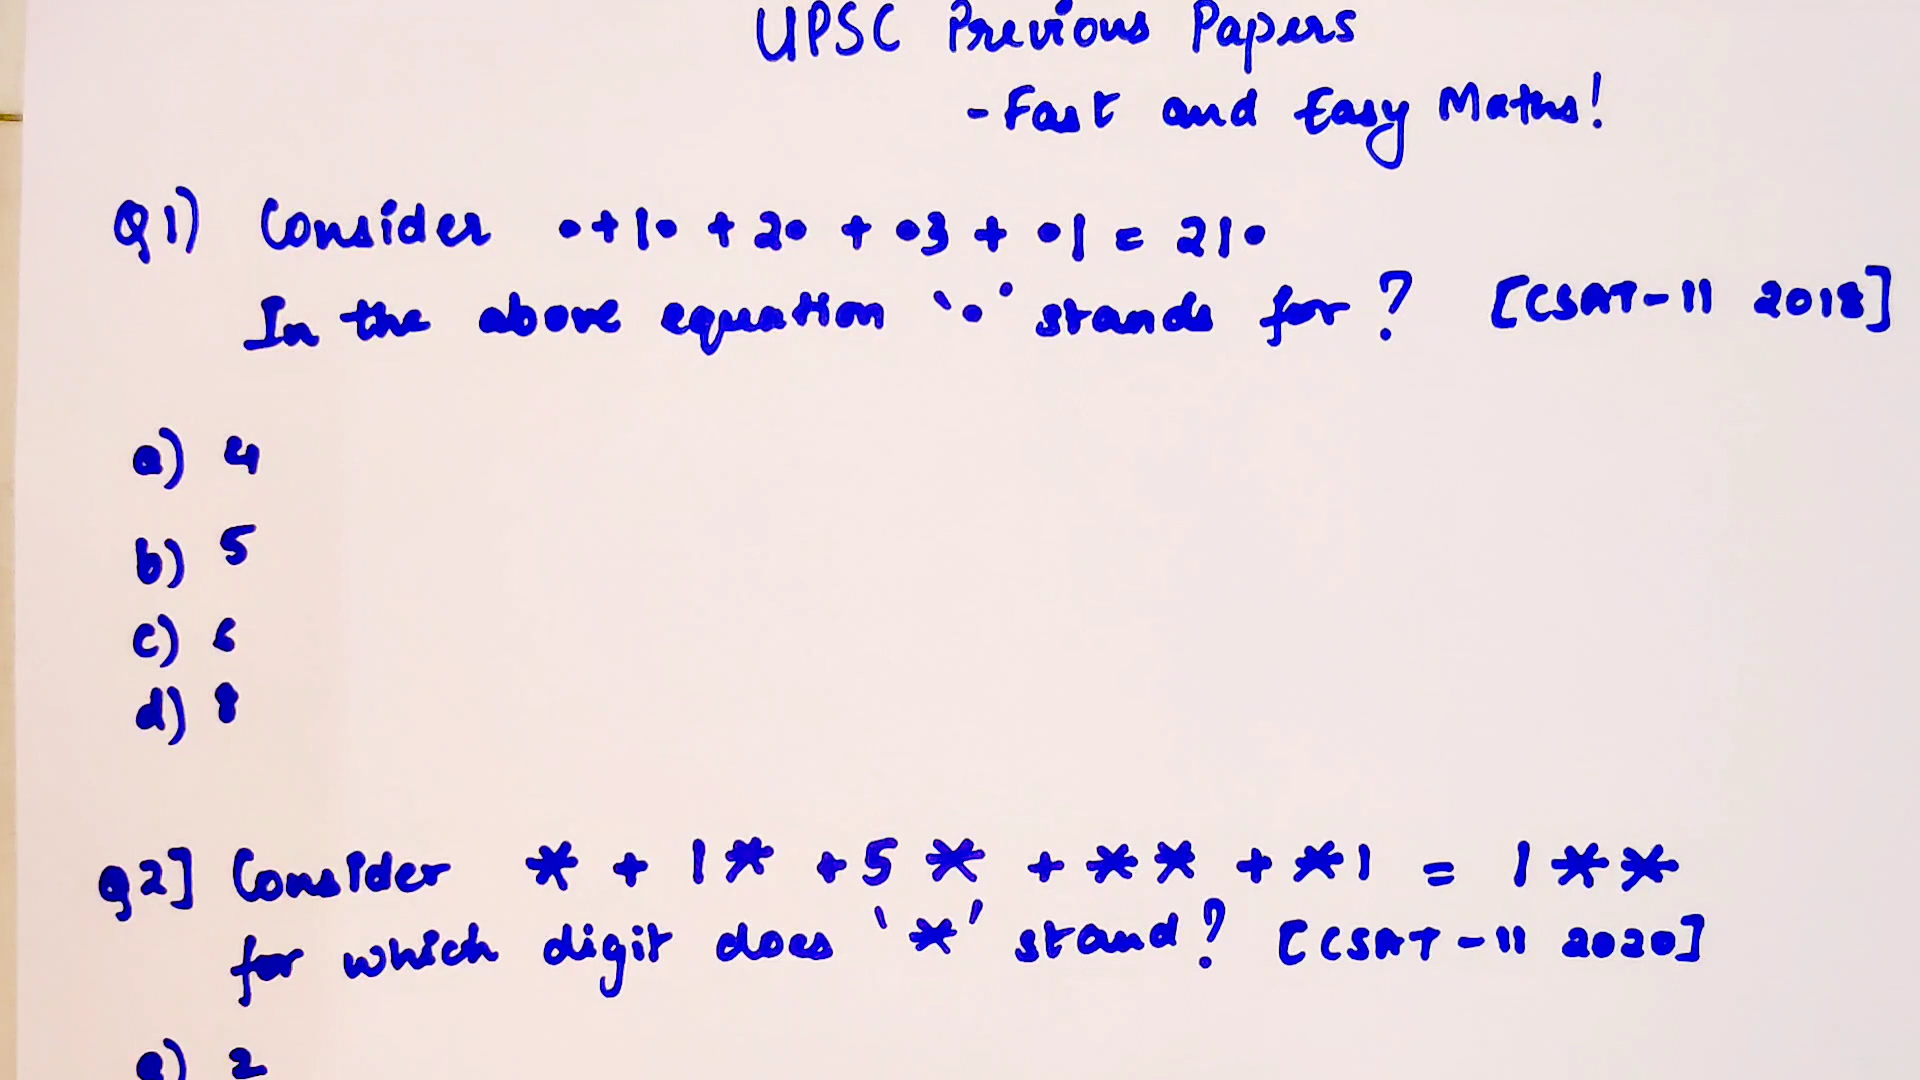 UPSC Previous Papers
- Fast and Easy Maths!
Q1) Consider •+1• + 2• + •3 + •1 = 21•
In the above equation '•' stands for? [CSAT-11 2018]
a) 4
b) 5
c) 6
d) 8
Q2] Consider * + 1* + 5* + ** + *1 = 1**
for which digit does '*' stand? [CSAT-11 2020]
a) 2